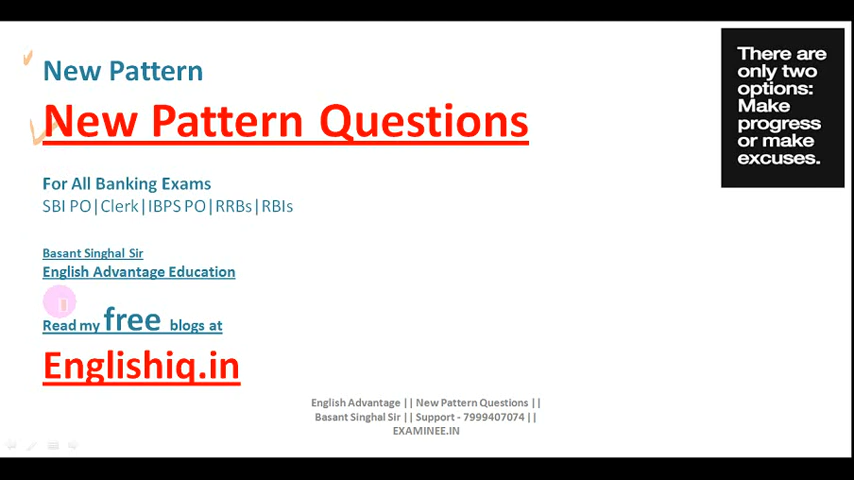 New Pattern
New Pattern Questions
For All Banking Exams
SBI PO|Clerk|IBPS PO|RRBs|RBIs
Basant Singhal Sir
English Advantage Education
Read my free blogs at
Englishiq.in
There are
only two
options:
Make
progress
or make
excuses.
English Advantage || New Pattern Questions ||
Basant Singhal Sir || Support - 7999407074 ||
EXAMINEE.IN